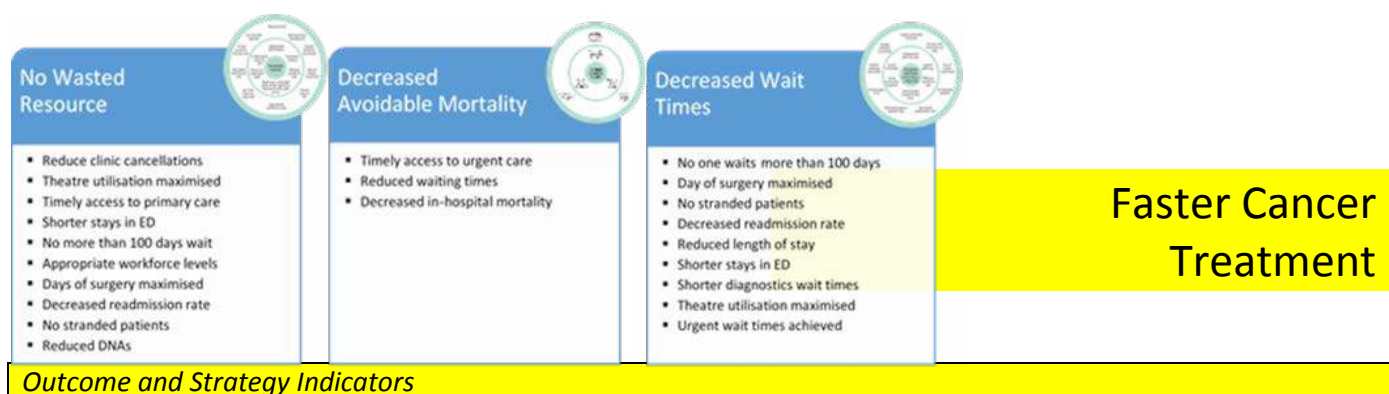 No Wasted
Resource
Reduce clinic cancellations
Theatre utilisation maximised
Timely access to primary care
Shorter stays in ED
No more than 100 days wait
Appropriate workforce levels
Days of surgery maximised
Decreased readmission rate
No stranded patients
Reduced DNAs
Decreased
Avoidable Mortality
Timely access to urgent care
Reduced waiting times
Decreased in-hospital mortality
Decreased Wait
Times
No one waits more than 100 days
Day of surgery maximised
No stranded patients
Decreased readmission rate
Reduced length of stay
Shorter stays in ED
Shorter diagnostics wait times
Theatre utilisation maximised
Urgent wait times achieved
Faster Cancer
Treatment
Outcome and Strategy Indicators